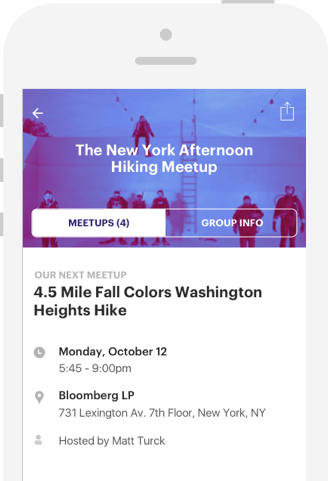 The New York Afternoon
Hiking Meetup
MEETUPS (4)
GROUP INFO
OUR NEXT MEETUP
4.5 Mile Fall Colors Washington
Heights Hike
Monday, October 12
5:45 - 9:00pm
Bloomberg LP
731 Lexington Av. 7th Floor, New York, NY
Hosted by Matt Turck